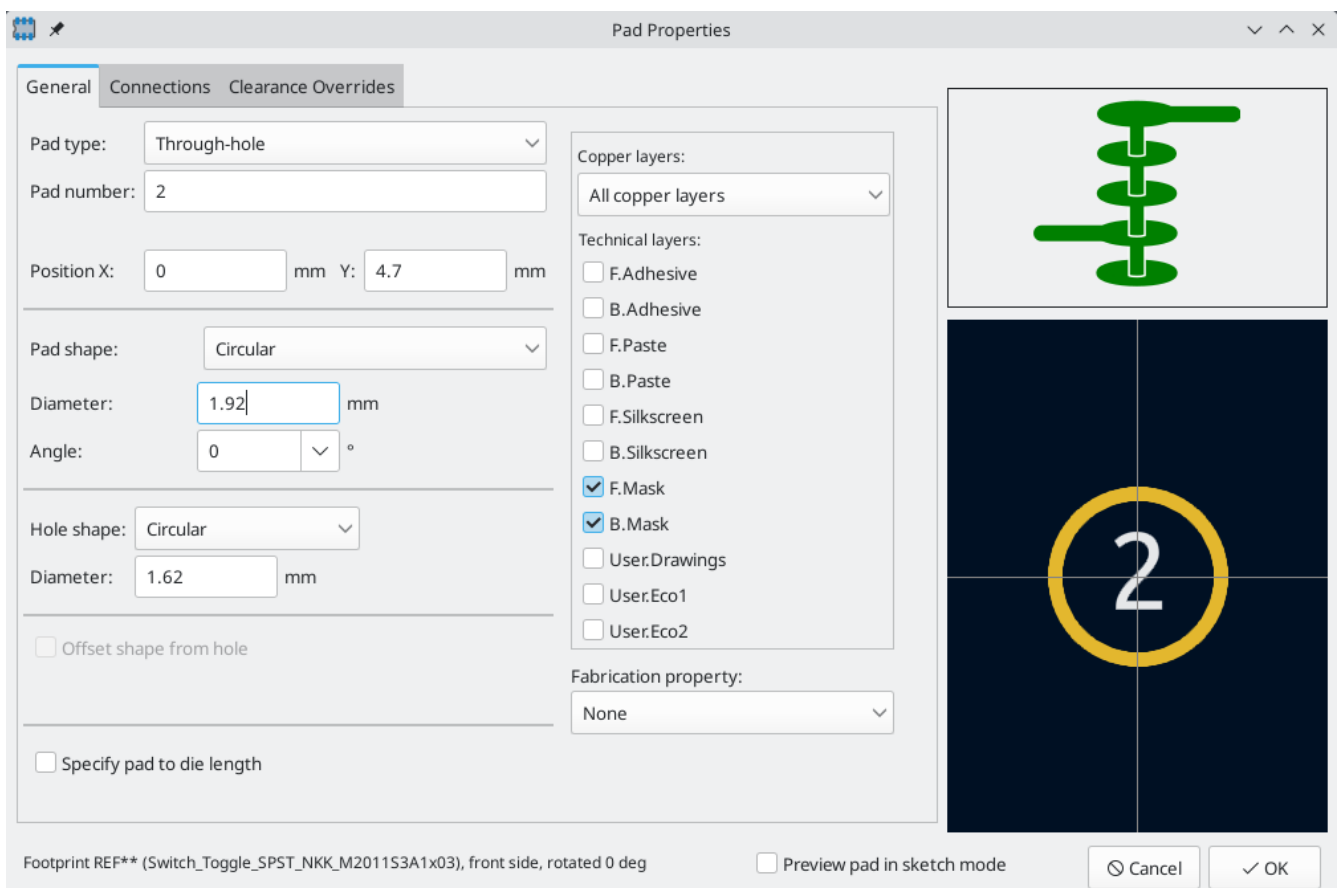 Pad Properties
General Connections Clearance Overrides
Pad type: Through-hole
Pad number: 2
Position X: 0 mm Y: 4.7 mm
Pad shape: Circular
Diameter: 1.92 mm
Angle: 0 °
Hole shape: Circular
Diameter: 1.62 mm
Offset shape from hole
Specify pad to die length
Copper layers:
All copper layers
Technical layers:
F.Adhesive
B.Adhesive
F.Paste
B.Paste
F.Silkscreen
B.Silkscreen
F.Mask
B.Mask
User.Drawings
User.Eco1
User.Eco2
Fabrication property:
None
2
Footprint REF** (Switch_Toggle_SPST_NKK_M2011S3A1x03), front side, rotated 0 deg
Preview pad in sketch mode
Cancel
OK